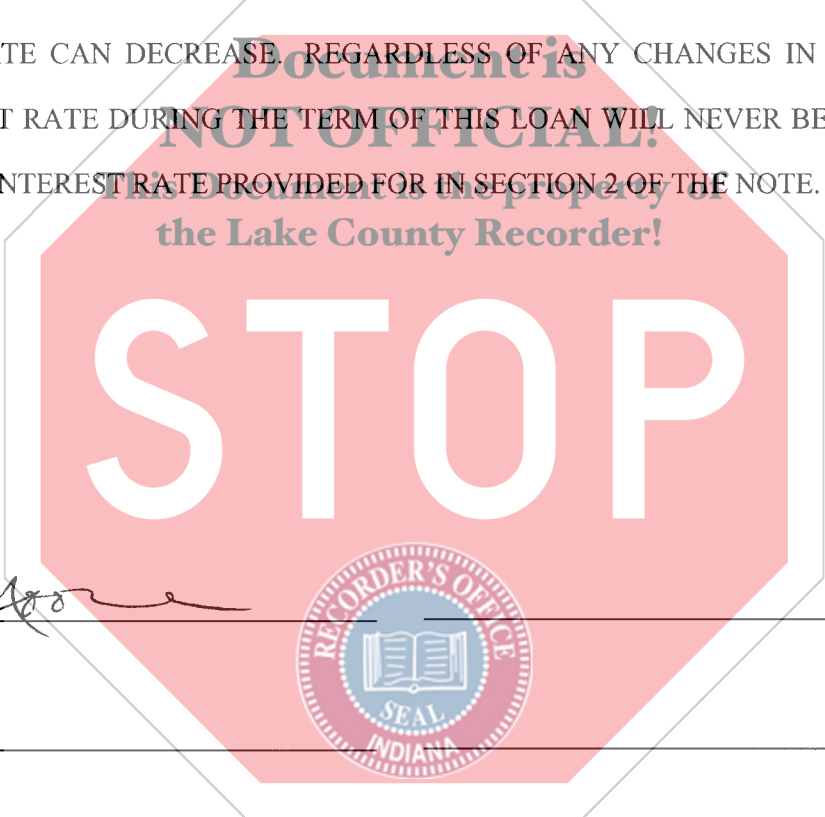 TE CAN DECREASE. REGARDLESS OF ANY CHANGES IN
Document is
T RATE DURING THE TERM OF THIS LOAN WILL NEVER BE
NOT OFFICIAL!
NTEREST RATE PROVIDED FOR IN SECTION 2 OF THE NOTE.
This Document is the property of
the Lake County Recorder!
STOP
RECORDER'S OFFICE
SEAL
INDIANA